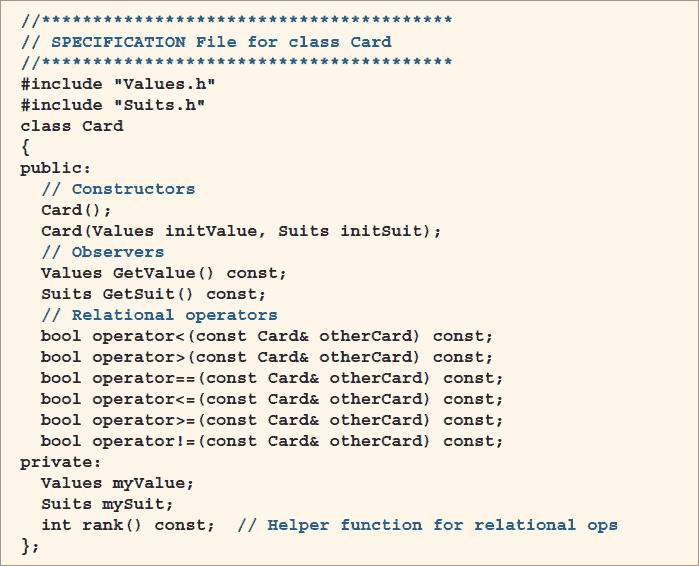 //****************************************
// SPECIFICATION File for class Card
//****************************************
#include "Values.h"
#include "Suits.h"
class Card
{
public:
  // Constructors
  Card();
  Card(Values initValue, Suits initSuit);
  // Observers
  Values GetValue() const;
  Suits GetSuit() const;
  // Relational operators
  bool operator<(const Card& otherCard) const;
  bool operator>(const Card& otherCard) const;
  bool operator==(const Card& otherCard) const;
  bool operator<=(const Card& otherCard) const;
  bool operator>=(const Card& otherCard) const;
  bool operator!=(const Card& otherCard) const;
private:
  Values myValue;
  Suits mySuit;
  int rank() const;  // Helper function for relational ops
};